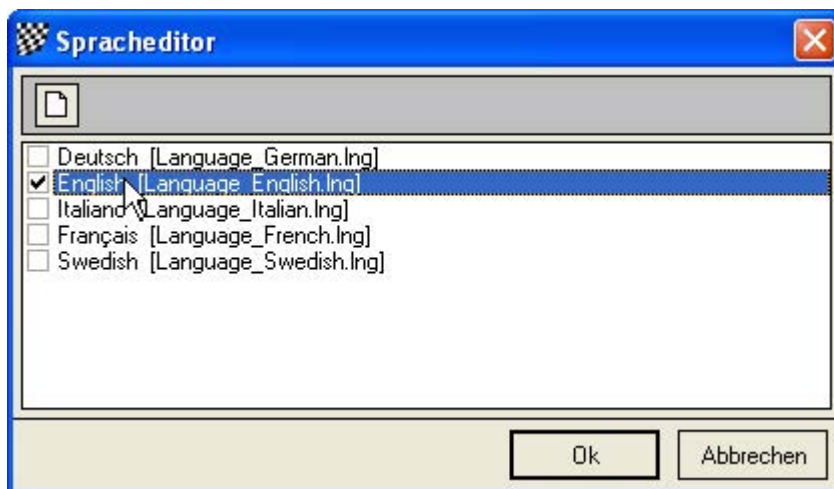 Spracheditor
Deutsch [Language_German.lng]
English [Language_English.lng]
Italiano [Language_Italian.lng]
Français [Language_French.lng]
Swedish [Language_Swedish.lng]
Ok
Abbrechen